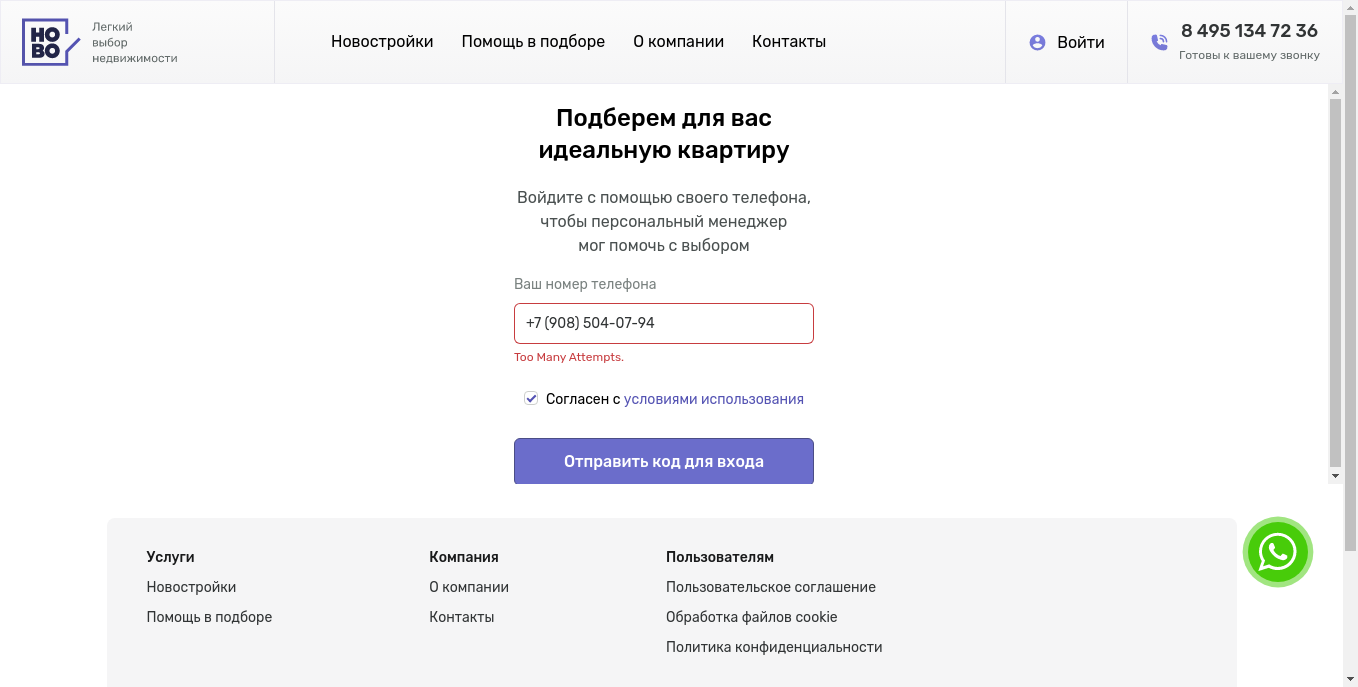 НО
ВО
Легкий
выбор
недвижимости
Новостройки
Помощь в подборе
О компании
Контакты
Войти
8 495 134 72 36
Готовы к вашему звонку
Подберем для вас
идеальную квартиру
Войдите с помощью своего телефона,
чтобы персональный менеджер
мог помочь с выбором
Ваш номер телефона
+7 (908) 504-07-94
Too Many Attempts.
Согласен с условиями использования
Отправить код для входа
Услуги
Новостройки
Помощь в подборе
Компания
О компании
Контакты
Пользователям
Пользовательское соглашение
Обработка файлов cookie
Политика конфиденциальности